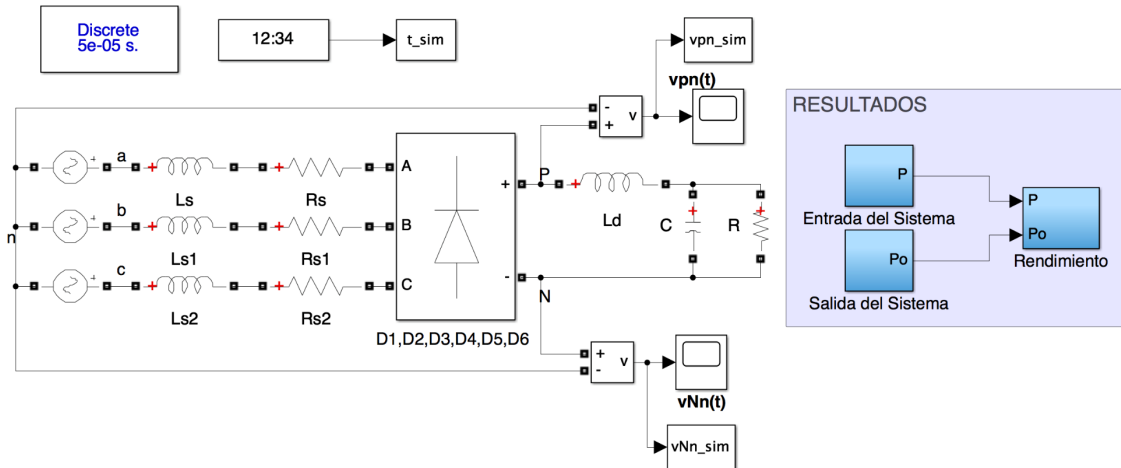 Discrete
5e-05 s.
12:34
t_sim
vpn_sim
vpn(t)
-
+
v
RESULTADOS
P
Entrada del Sistema
Po
Salida del Sistema
P
Po
Rendimiento
n
a
+
+
Ls
+
Rs
A
b
+
+
Ls1
+
Rs1
B
c
+
+
Ls2
+
Rs2
C
+
-
D1,D2,D3,D4,D5,D6
P
+
Ld
+
C
+
R
N
+
-
v
vNn(t)
vNn_sim